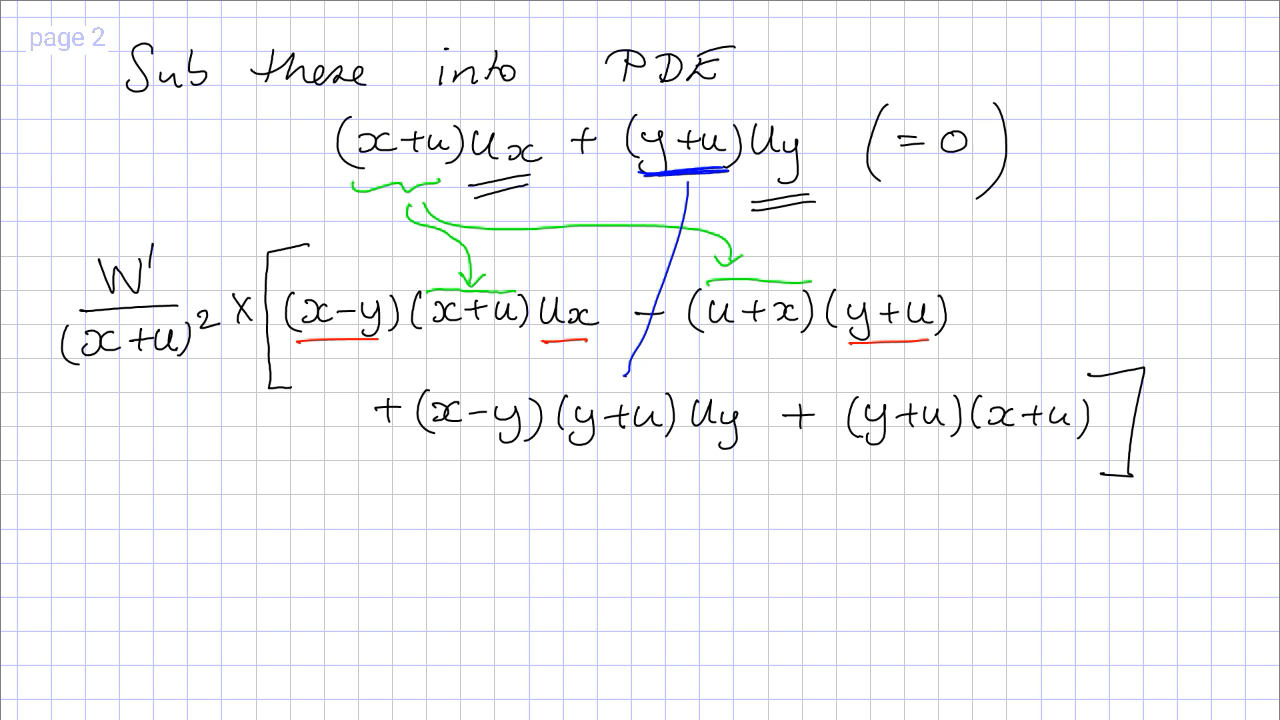 page 2
Sub these into PDE
(x+u)ux + (y+u)uy (=0)
W'/(x+u)² × [(x-y)(x+u)ux - (u+x)(y+u)
+ (x-y)(y+u)uy + (y+u)(x+u)]